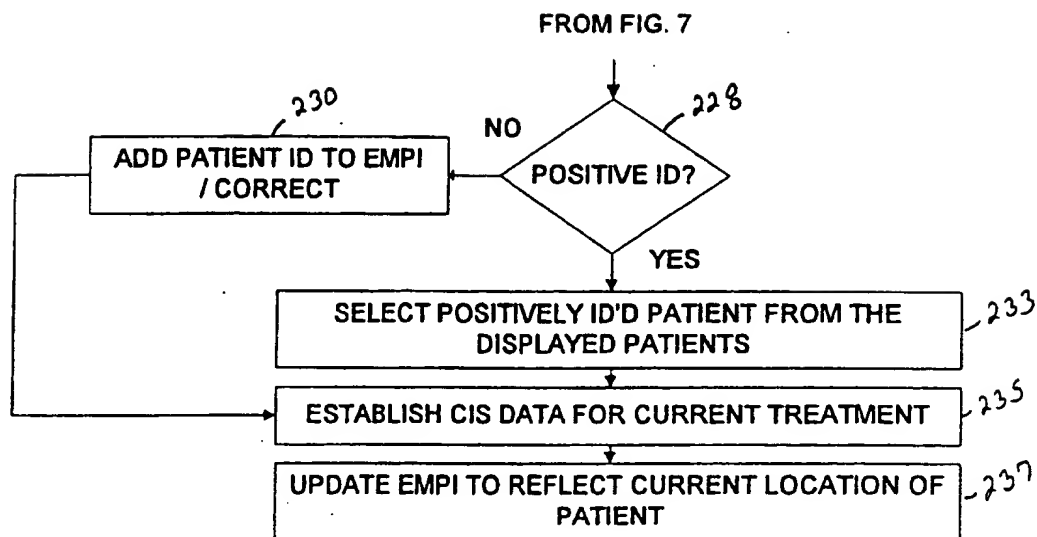 FROM FIG. 7
228
POSITIVE ID?
NO
230
ADD PATIENT ID TO EMPI
/ CORRECT
YES
SELECT POSITIVELY ID'D PATIENT FROM THE
DISPLAYED PATIENTS
233
ESTABLISH CIS DATA FOR CURRENT TREATMENT
235
UPDATE EMPI TO REFLECT CURRENT LOCATION OF
PATIENT
237